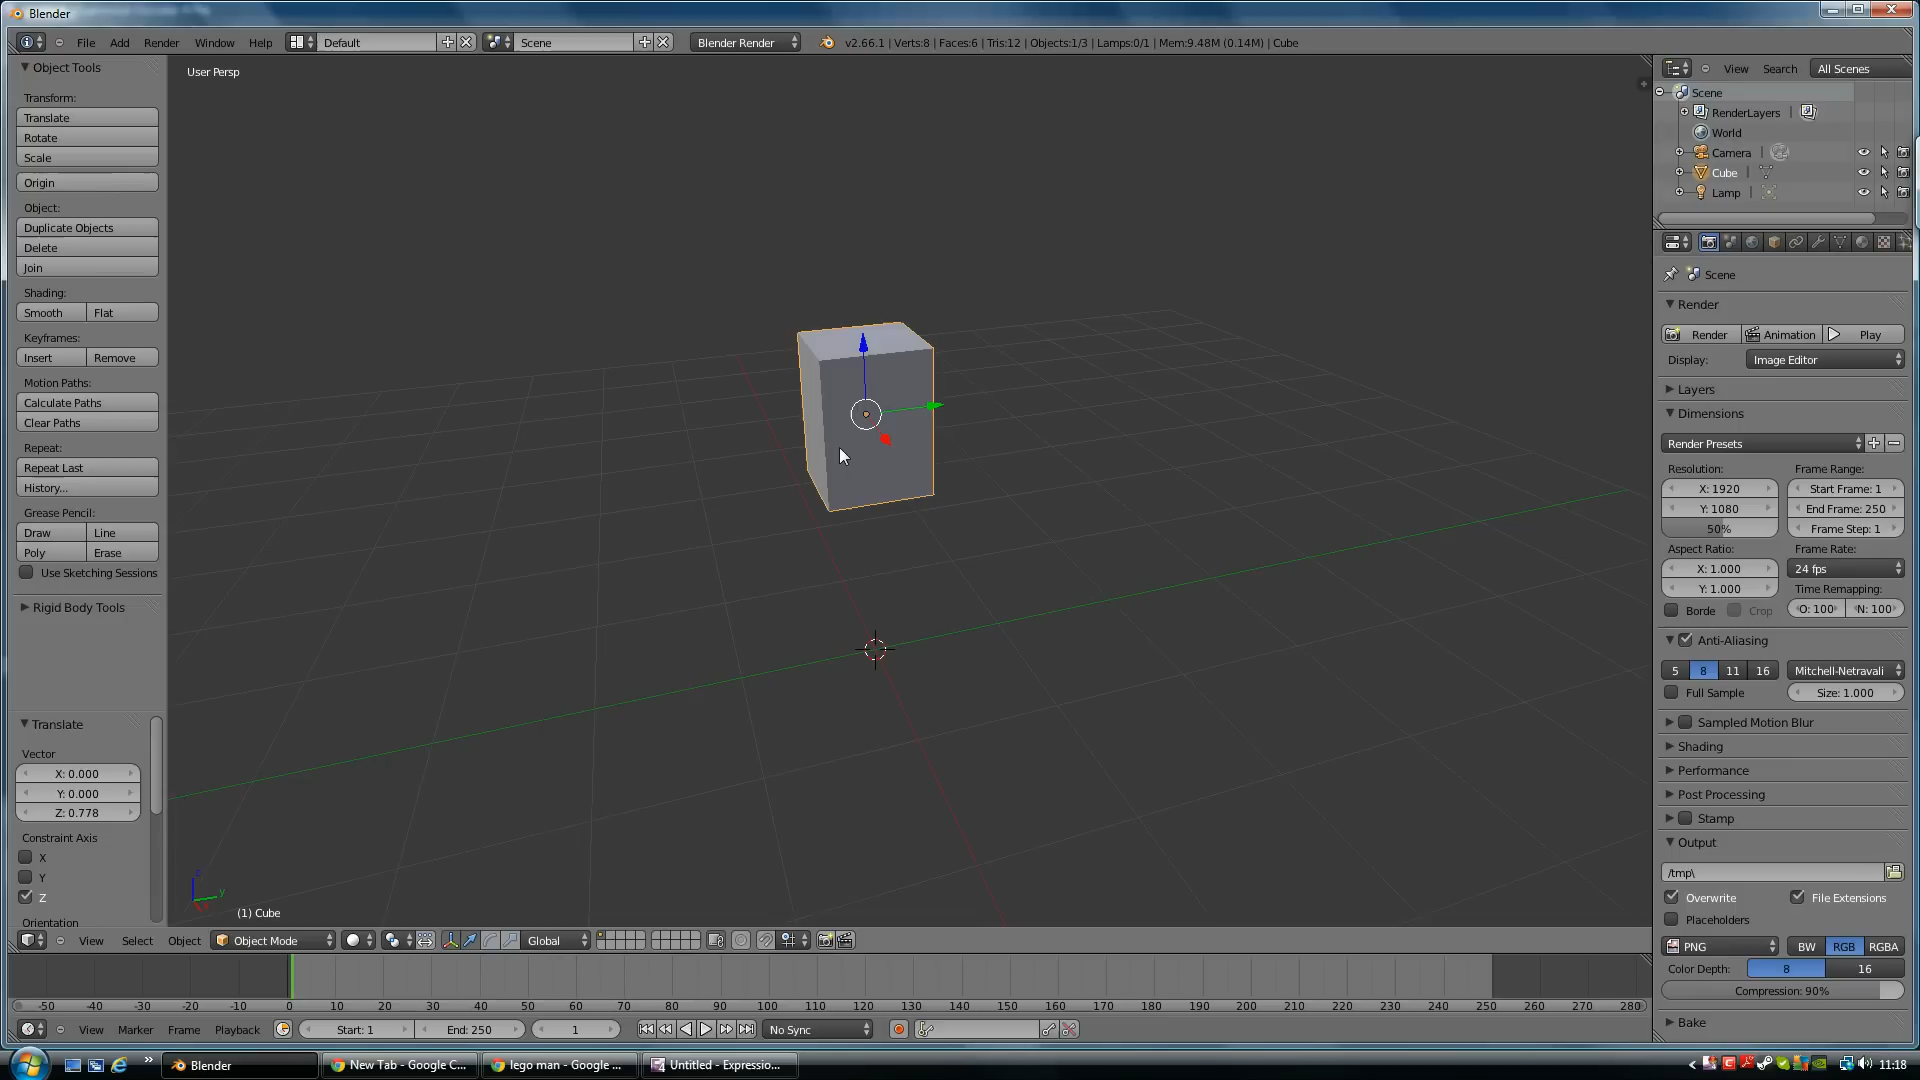 Blender
File Add Render Window Help Default Scene Blender Render v2.66.1 | Verts:8 | Faces:6 | Tris:12 | Objects:1/3 | Lamps:0/1 | Mem:9.48M (0.14M) | Cube
Object Tools
Transform:
Translate
Rotate
Scale
Origin
Object:
Duplicate Objects
Delete
Join
Shading:
Smooth Flat
Keyframes:
Insert Remove
Motion Paths:
Calculate Paths
Clear Paths
Repeat:
Repeat Last
History...
Grease Pencil:
Draw Line
Poly Erase
Use Sketching Sessions
Rigid Body Tools
Translate
Vector
X: 0.000
Y: 0.000
Z: 0.778
Constraint Axis
X
Y
Z
Orientation
User Persp
z
y
(1) Cube
View Search All Scenes
Scene
RenderLayers |
World
Camera |
Cube |
Lamp |
Scene
Render
Render Animation Play
Display: Image Editor
Layers
Dimensions
Render Presets
Resolution: Frame Range:
X: 1920 Start Frame: 1
Y: 1080 End Frame: 250
50% Frame Step: 1
Aspect Ratio: Frame Rate:
X: 1.000 24 fps
Y: 1.000 Time Remapping:
Borde Crop O: 100 N: 100
Anti-Aliasing
5 8 11 16 Mitchell-Netravali
Full Sample Size: 1.000
Sampled Motion Blur
Shading
Performance
Post Processing
Stamp
Output
/tmp\
Overwrite File Extensions
Placeholders
PNG BW RGB RGBA
Color Depth: 8 16
Compression: 90%
Bake
View Select Object Object Mode Global
-50 -40 -30 -20 -10 0 10 20 30 40 50 60 70 80 90 100 110 120 130 140 150 160 170 180 190 200 210 220 230 240 250 260 270 280
View Marker Frame Playback Start: 1 End: 250 1 No Sync
Blender New Tab - Google C... lego man - Google ... Untitled - Expressio... 11:18